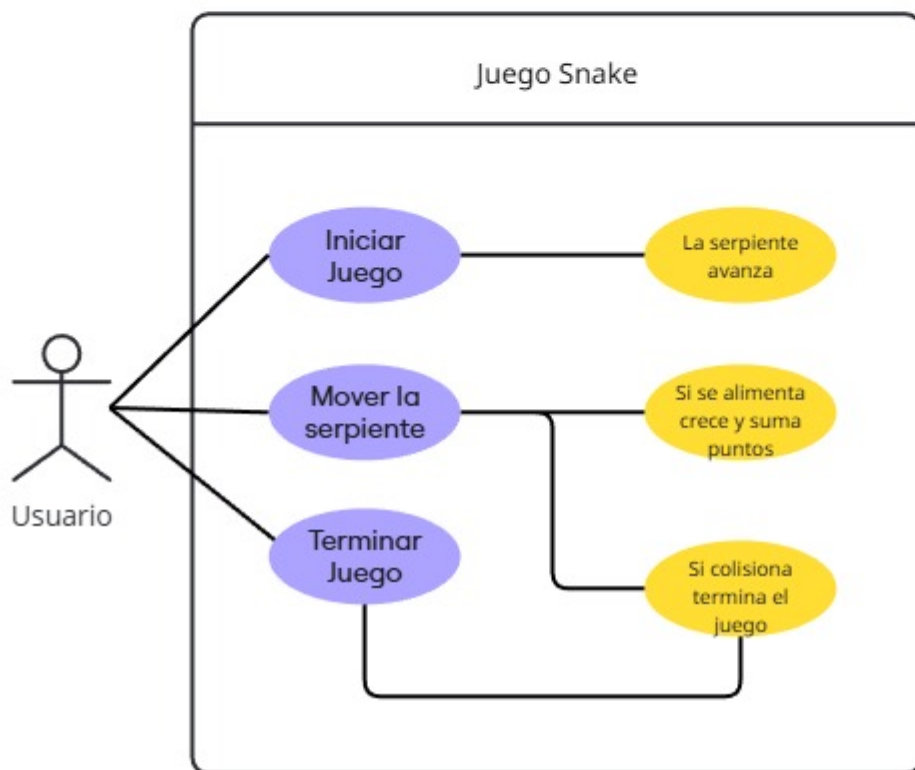 Juego Snake
Iniciar
Juego
La serpiente
avanza
Mover la
serpiente
Si se alimenta
crece y suma
puntos
Usuario
Terminar
Juego
Si colisiona
termina el
juego